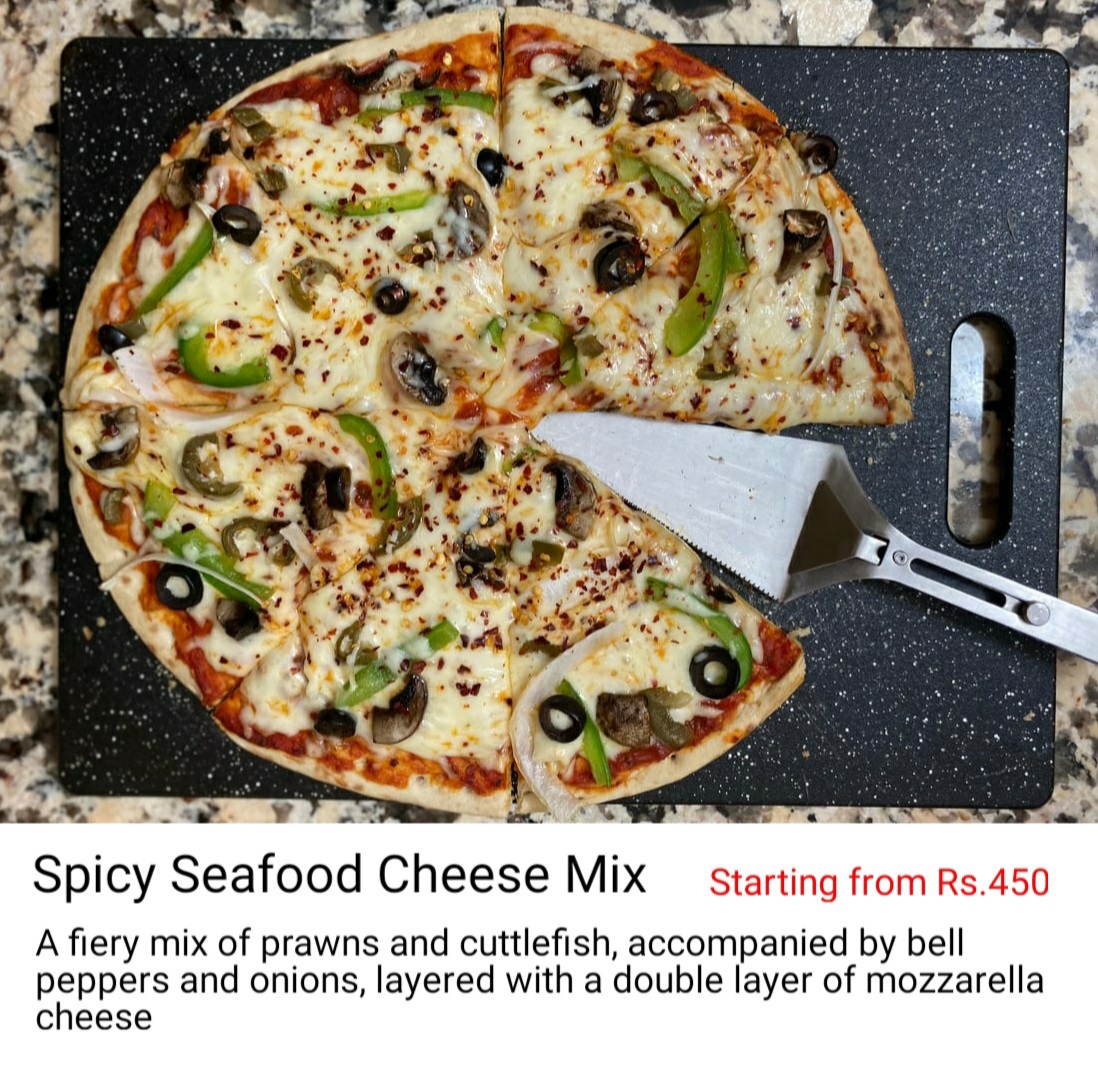 Spicy Seafood Cheese Mix Starting from Rs.450
A fiery mix of prawns and cuttlefish, accompanied by bell
peppers and onions, layered with a double layer of mozzarella
cheese